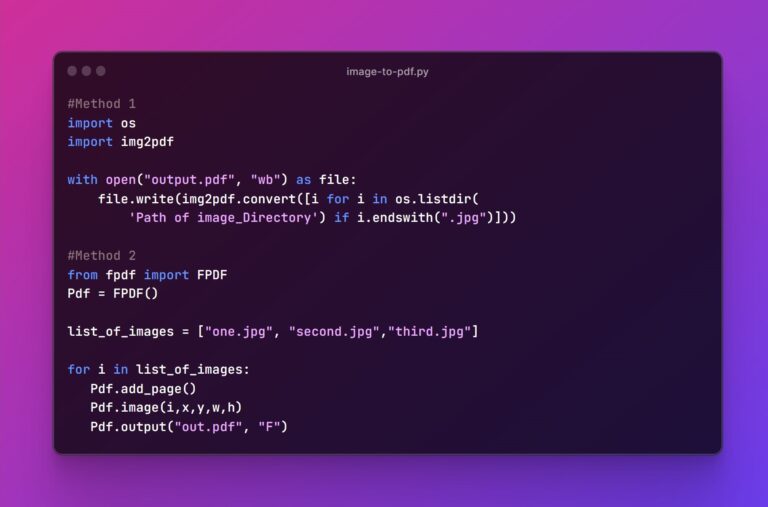 image-to-pdf.py
#Method 1
import os
import img2pdf

with open("output.pdf", "wb") as file:
    file.write(img2pdf.convert([i for i in os.listdir(
        'Path of image_Directory') if i.endswith(".jpg")]))

#Method 2
from fpdf import FPDF
Pdf = FPDF()

list_of_images = ["one.jpg", "second.jpg","third.jpg"]

for i in list_of_images:
   Pdf.add_page()
   Pdf.image(i,x,y,w,h)
   Pdf.output("out.pdf", "F")